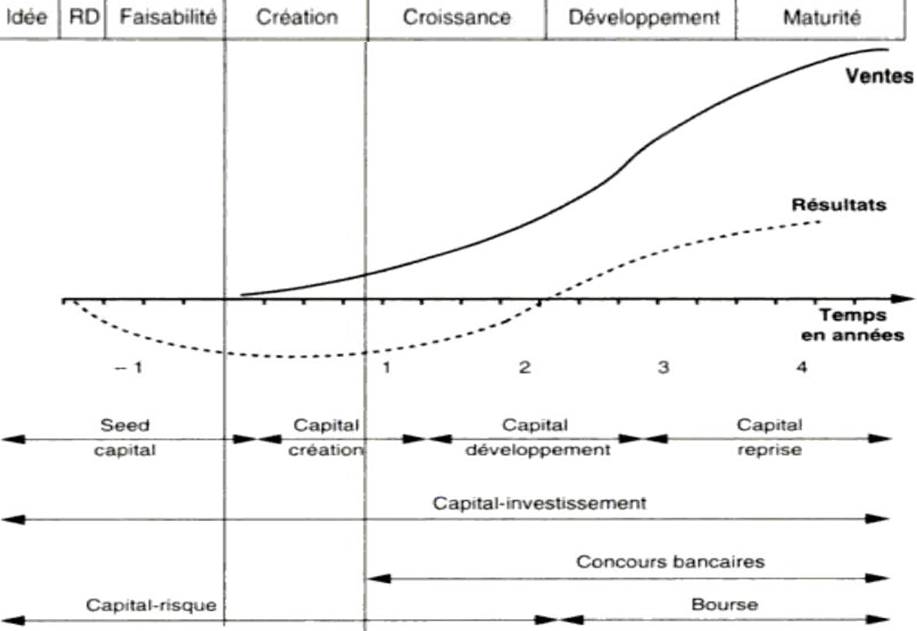 Idée RD Faisabilité Création Croissance Développement Maturité
Ventes
Résultats
Temps
en années
– 1 1 2 3 4
Seed Capital Capital Capital
capital création développement reprise
Capital-investissement
Concours bancaires
Capital-risque Bourse